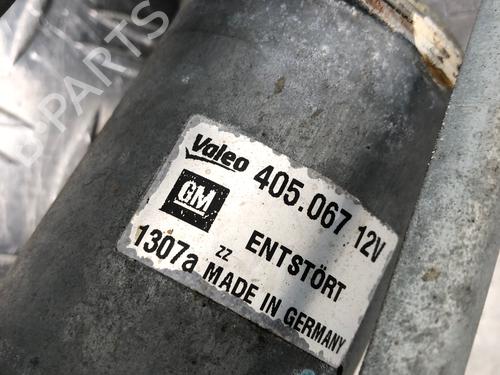 Valeo 405.067 12V
GM ENTSTÖRT
1307a ZZ MADE IN GERMANY
B-PARTS